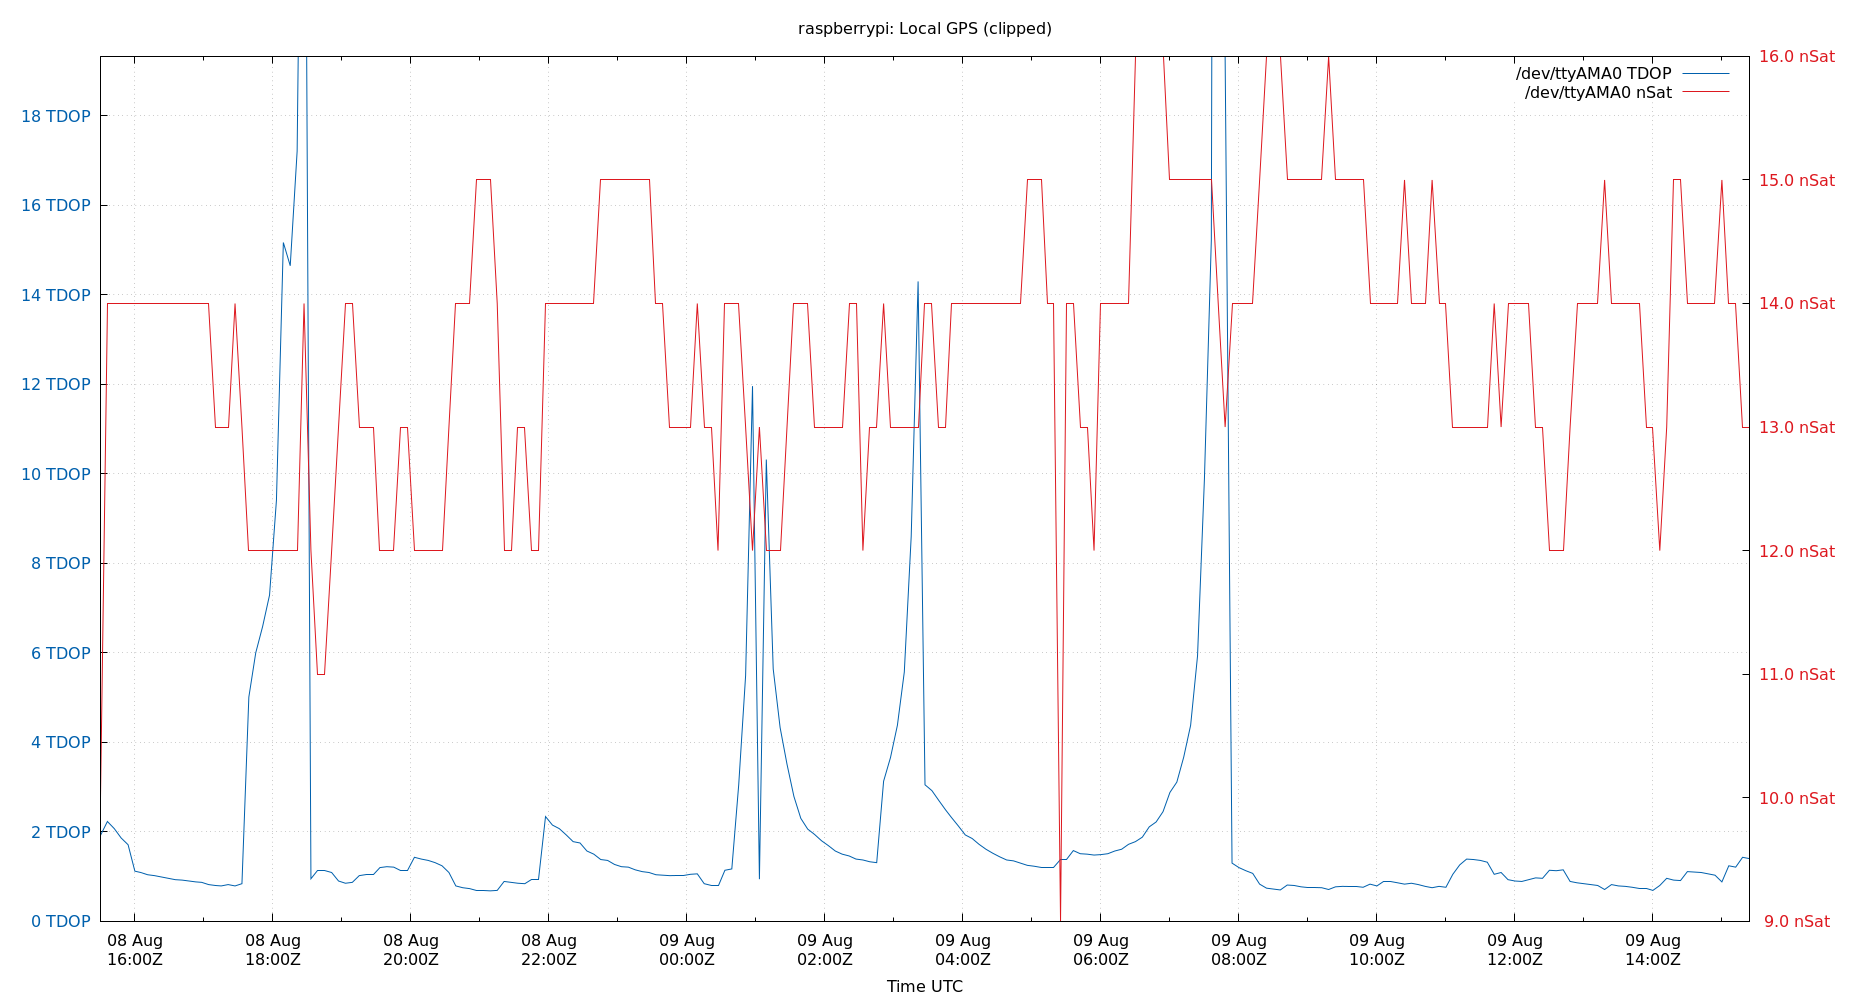 raspberrypi: Local GPS (clipped)
/dev/ttyAMA0 TDOP
/dev/ttyAMA0 nSat
18 TDOP
16 TDOP
14 TDOP
12 TDOP
10 TDOP
8 TDOP
6 TDOP
4 TDOP
2 TDOP
0 TDOP
16.0 nSat
15.0 nSat
14.0 nSat
13.0 nSat
12.0 nSat
11.0 nSat
10.0 nSat
9.0 nSat
08 Aug
16:00Z
08 Aug
18:00Z
08 Aug
20:00Z
08 Aug
22:00Z
09 Aug
00:00Z
09 Aug
02:00Z
09 Aug
04:00Z
09 Aug
06:00Z
09 Aug
08:00Z
09 Aug
10:00Z
09 Aug
12:00Z
09 Aug
14:00Z
Time UTC